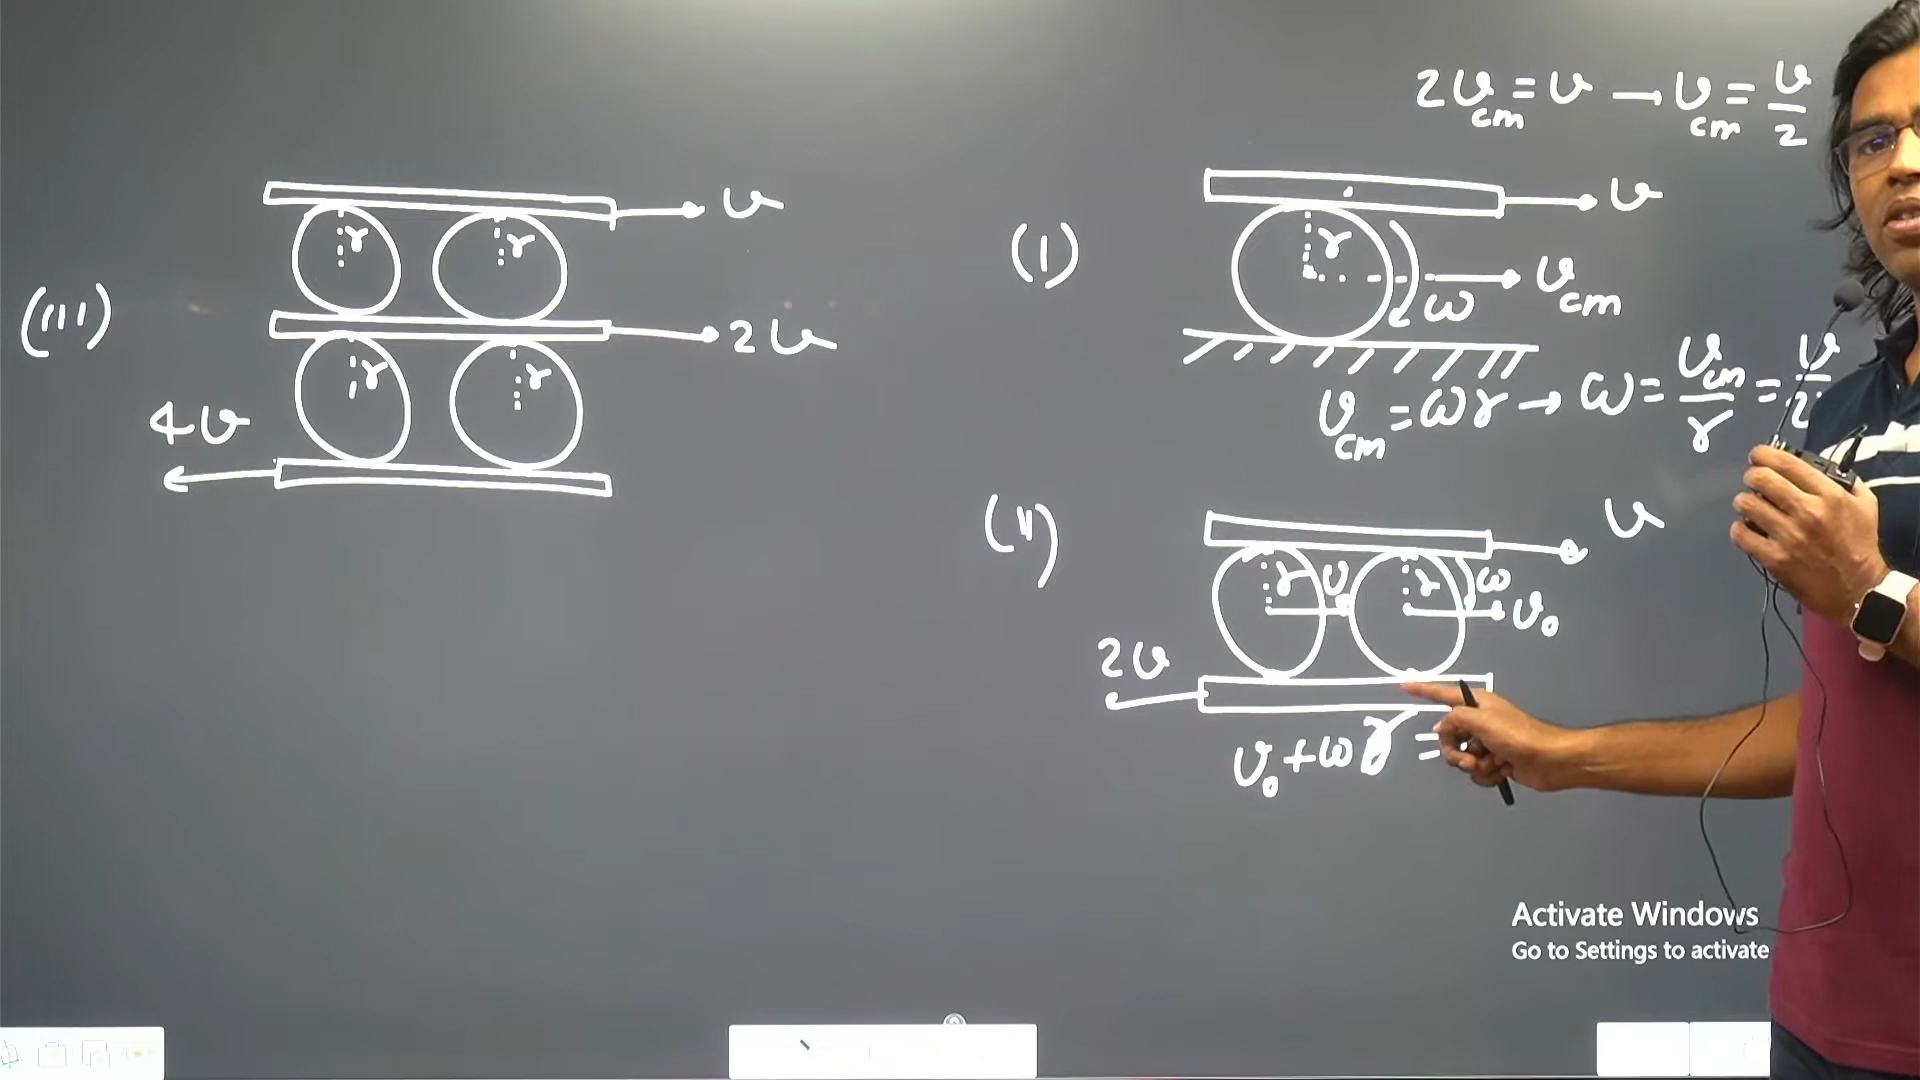 2v_cm = v → v_cm = v/2
(III)
r r → v
→ 2v
r r
4v
(I)
→ v
r → v_cm
ω
v_cm = ωr → ω = v_cm/r = v/2
(II)
v
r v r ω
v₀
2v
v₀ + ωr =
Activate Windows
Go to Settings to activate